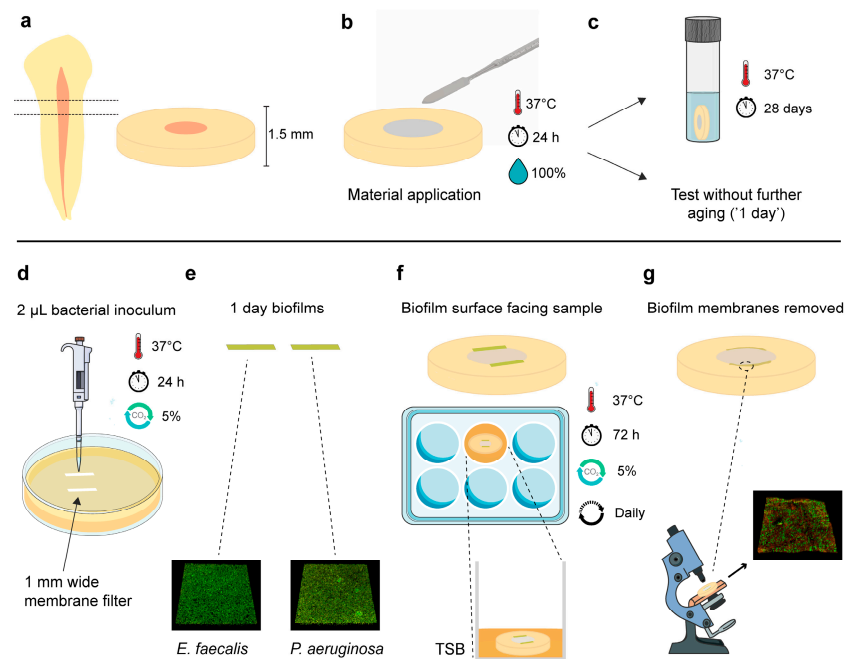 a
1.5 mm
b
37°C
24 h
100%
Material application
c
37°C
28 days
Test without further
aging ('1 day')
d
2 µL bacterial inoculum
37°C
24 h
CO₂
5%
1 mm wide
membrane filter
e
1 day biofilms
E. faecalis
P. aeruginosa
f
Biofilm surface facing sample
37°C
72 h
CO₂
5%
Daily
TSB
g
Biofilm membranes removed